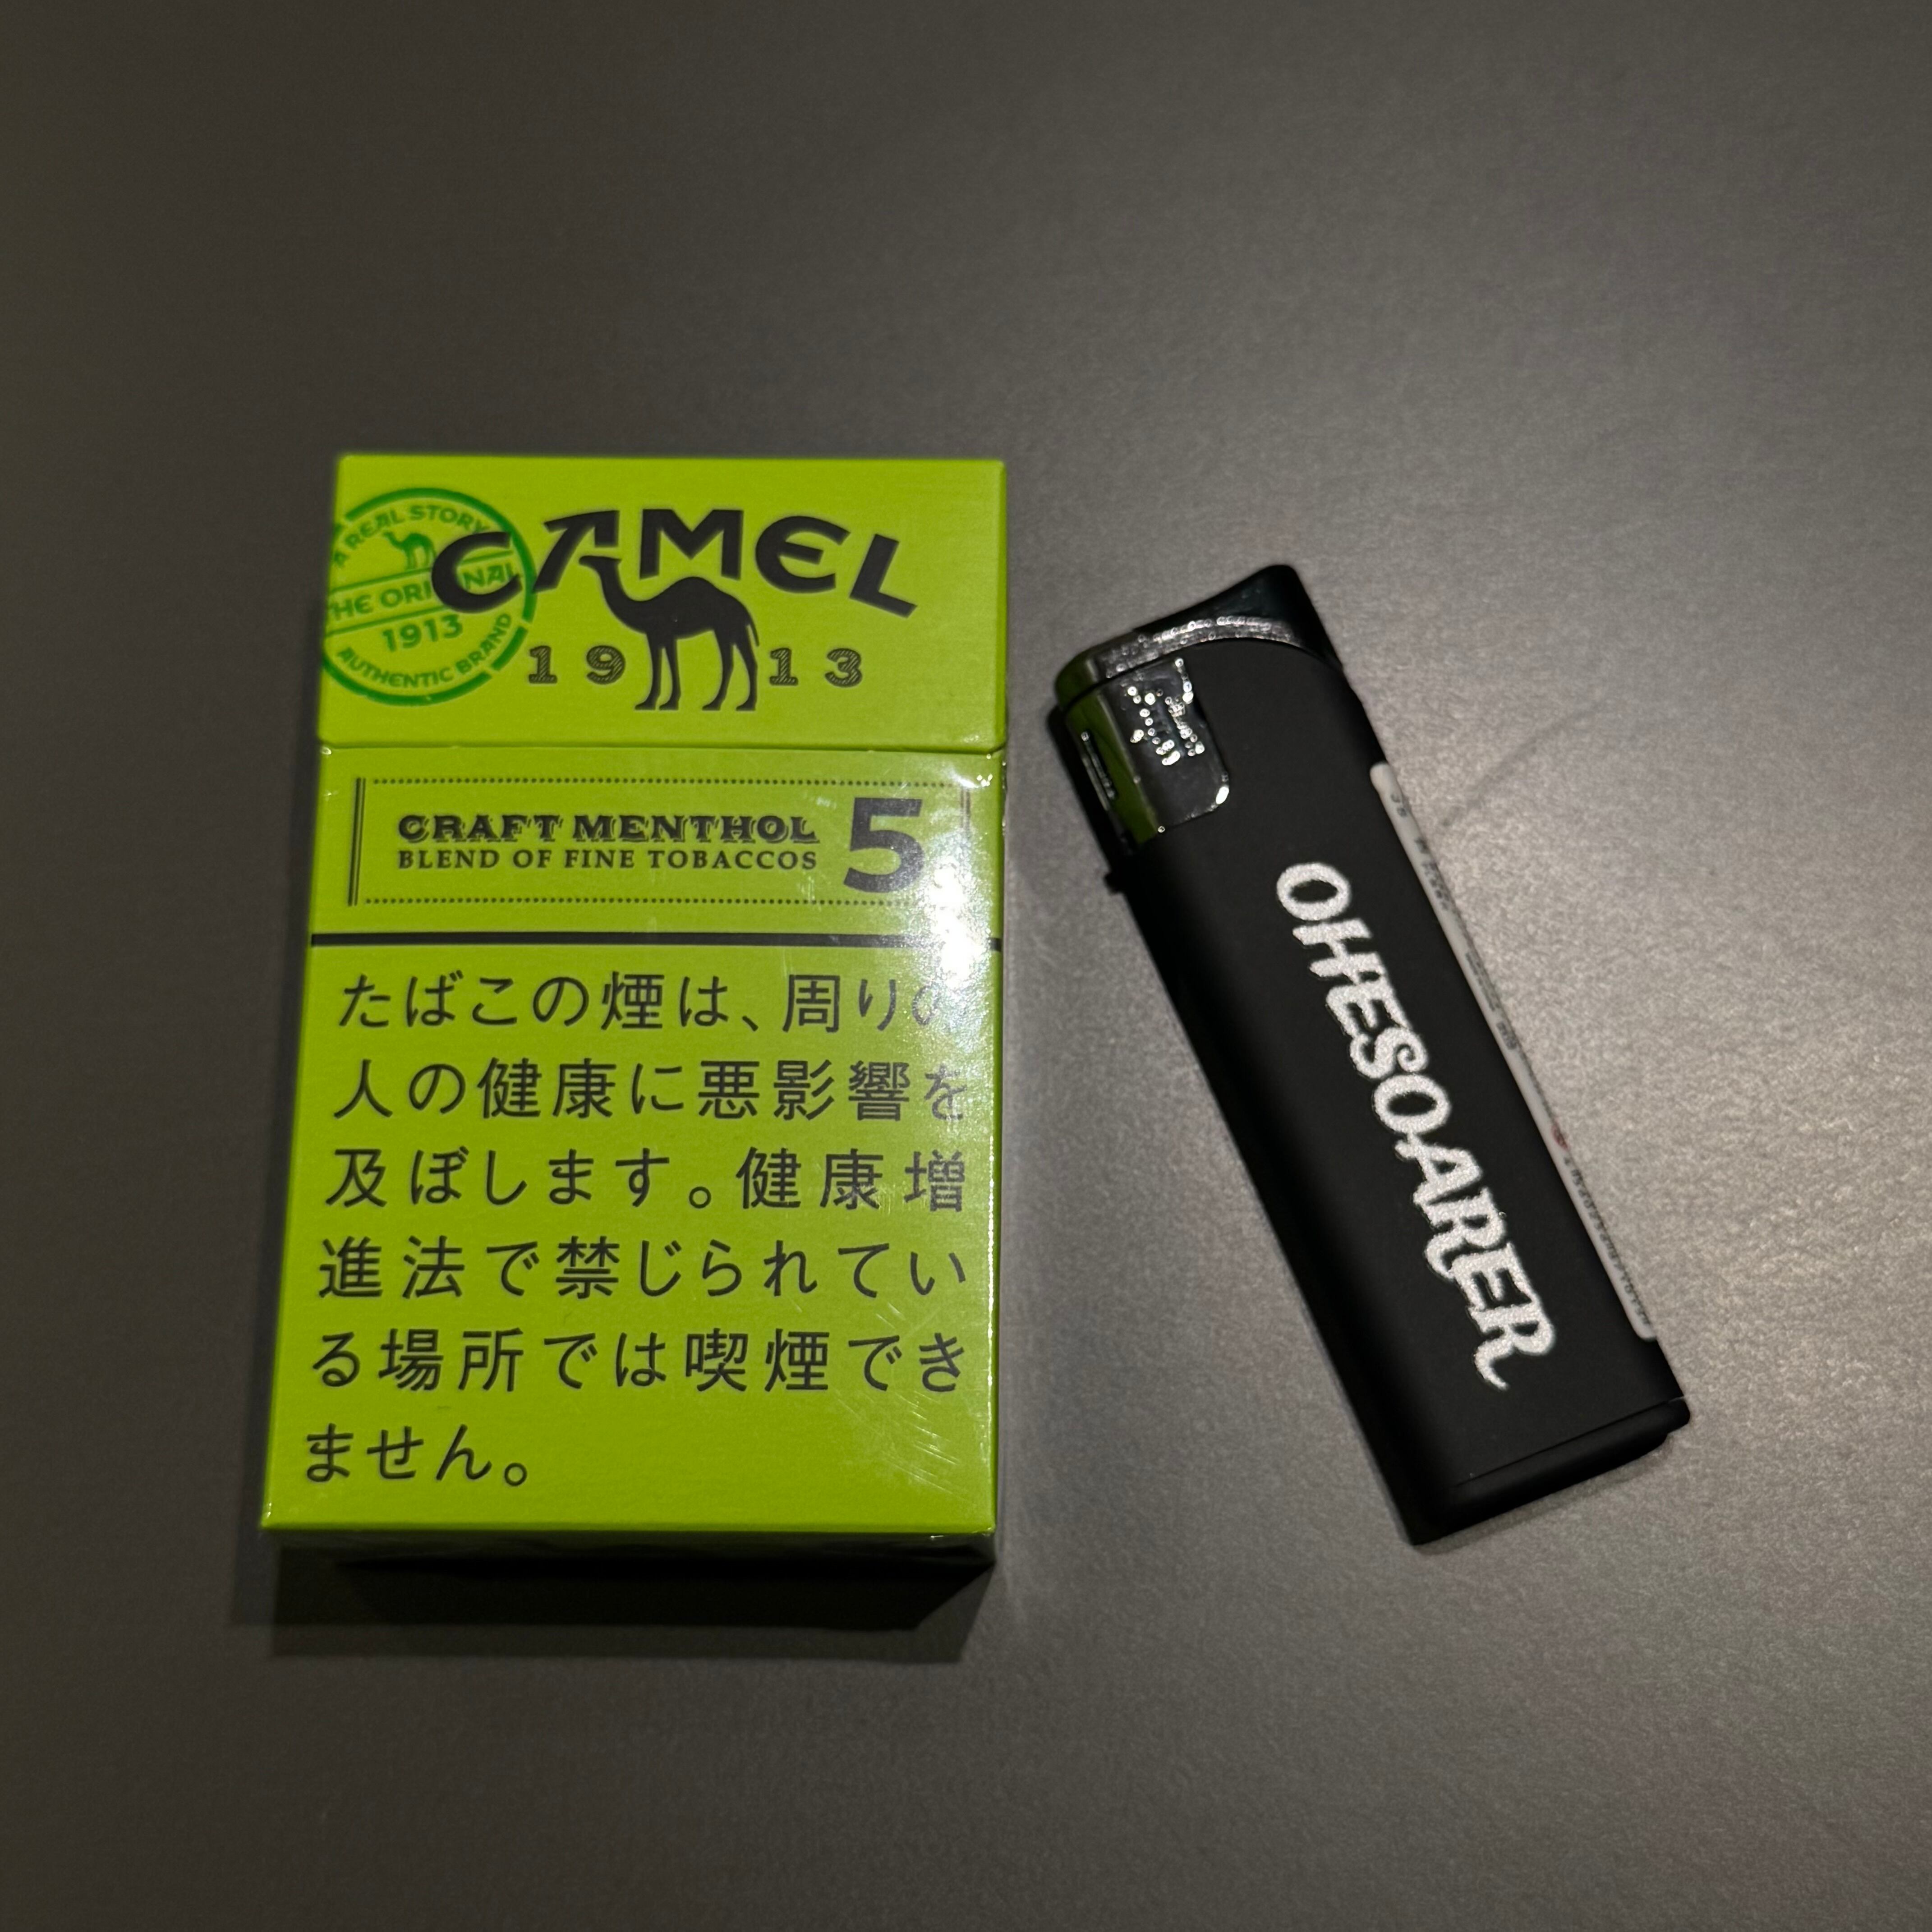 A REAL STORY
THE ORIGINAL
1913
AUTHENTIC BRAND
CAMEL
1913
CRAFT MENTHOL
BLEND OF FINE TOBACCOS
5
たばこの煙は、周りの
人の健康に悪影響を
及ぼします。健康増
進法で禁じられてい
る場所では喫煙でき
ません。
OHESOARER